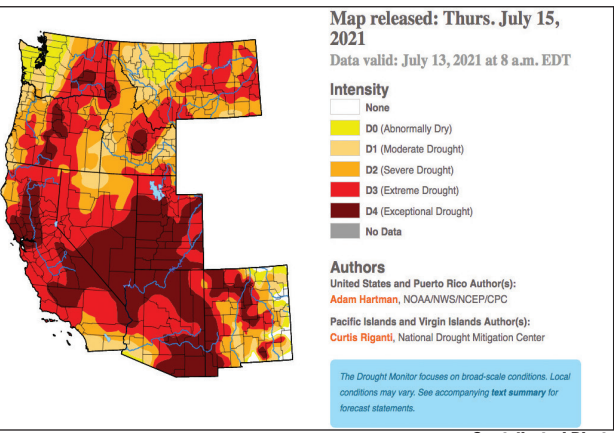 Map released: Thurs. July 15,
2021
Data valid: July 13, 2021 at 8 a.m. EDT
Intensity
None
D0 (Abnormally Dry)
D1 (Moderate Drought)
D2 (Severe Drought)
D3 (Extreme Drought)
D4 (Exceptional Drought)
No Data
Authors
United States and Puerto Rico Author(s):
Adam Hartman, NOAA/NWS/NCEP/CPC
Pacific Islands and Virgin Islands Author(s):
Curtis Riganti, National Drought Mitigation Center
The Drought Monitor focuses on broad-scale conditions. Local
conditions may vary. See accompanying text summary for
forecast statements.